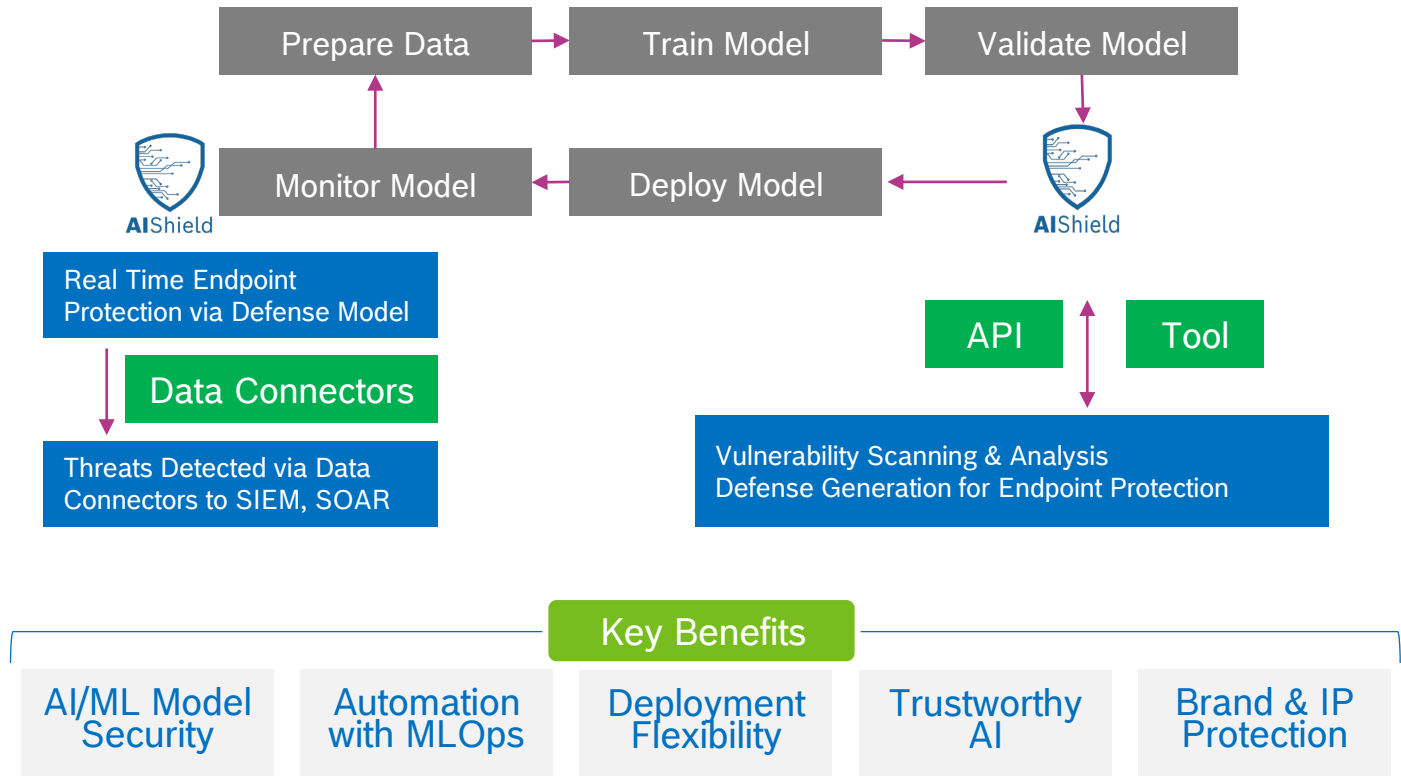 Prepare Data
Train Model
Validate Model
AIShield
Monitor Model
Deploy Model
AIShield
Real Time Endpoint
Protection via Defense Model
Data Connectors
Threats Detected via Data
Connectors to SIEM, SOAR
API
Tool
Vulnerability Scanning & Analysis
Defense Generation for Endpoint Protection
Key Benefits
AI/ML Model
Security
Automation
with MLOps
Deployment
Flexibility
Trustworthy
AI
Brand & IP
Protection